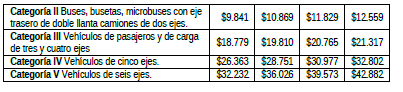 Categoría II Buses, busetas, microbuses con eje
trasero de doble llanta camiones de dos ejes. $9.841 $10.869 $11.829 $12.559
Categoría III Vehículos de pasajeros y de carga
de tres y cuatro ejes $18.779 $19.810 $20.765 $21.317
Categoría IV Vehículos de cinco ejes. $26.363 $28.751 $30.977 $32.802
Categoría V Vehículos de seis ejes. $32.232 $36.026 $39.573 $42.882